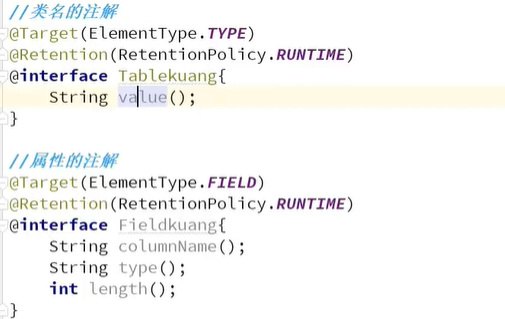 //类名的注解
@Target(ElementType.TYPE)
@Retention(RetentionPolicy.RUNTIME)
@interface Tablekuang{
    String value();
}
//属性的注解
@Target(ElementType.FIELD)
@Retention(RetentionPolicy.RUNTIME)
@interface Fieldkuang{
    String columnName();
    String type();
    int length();
}